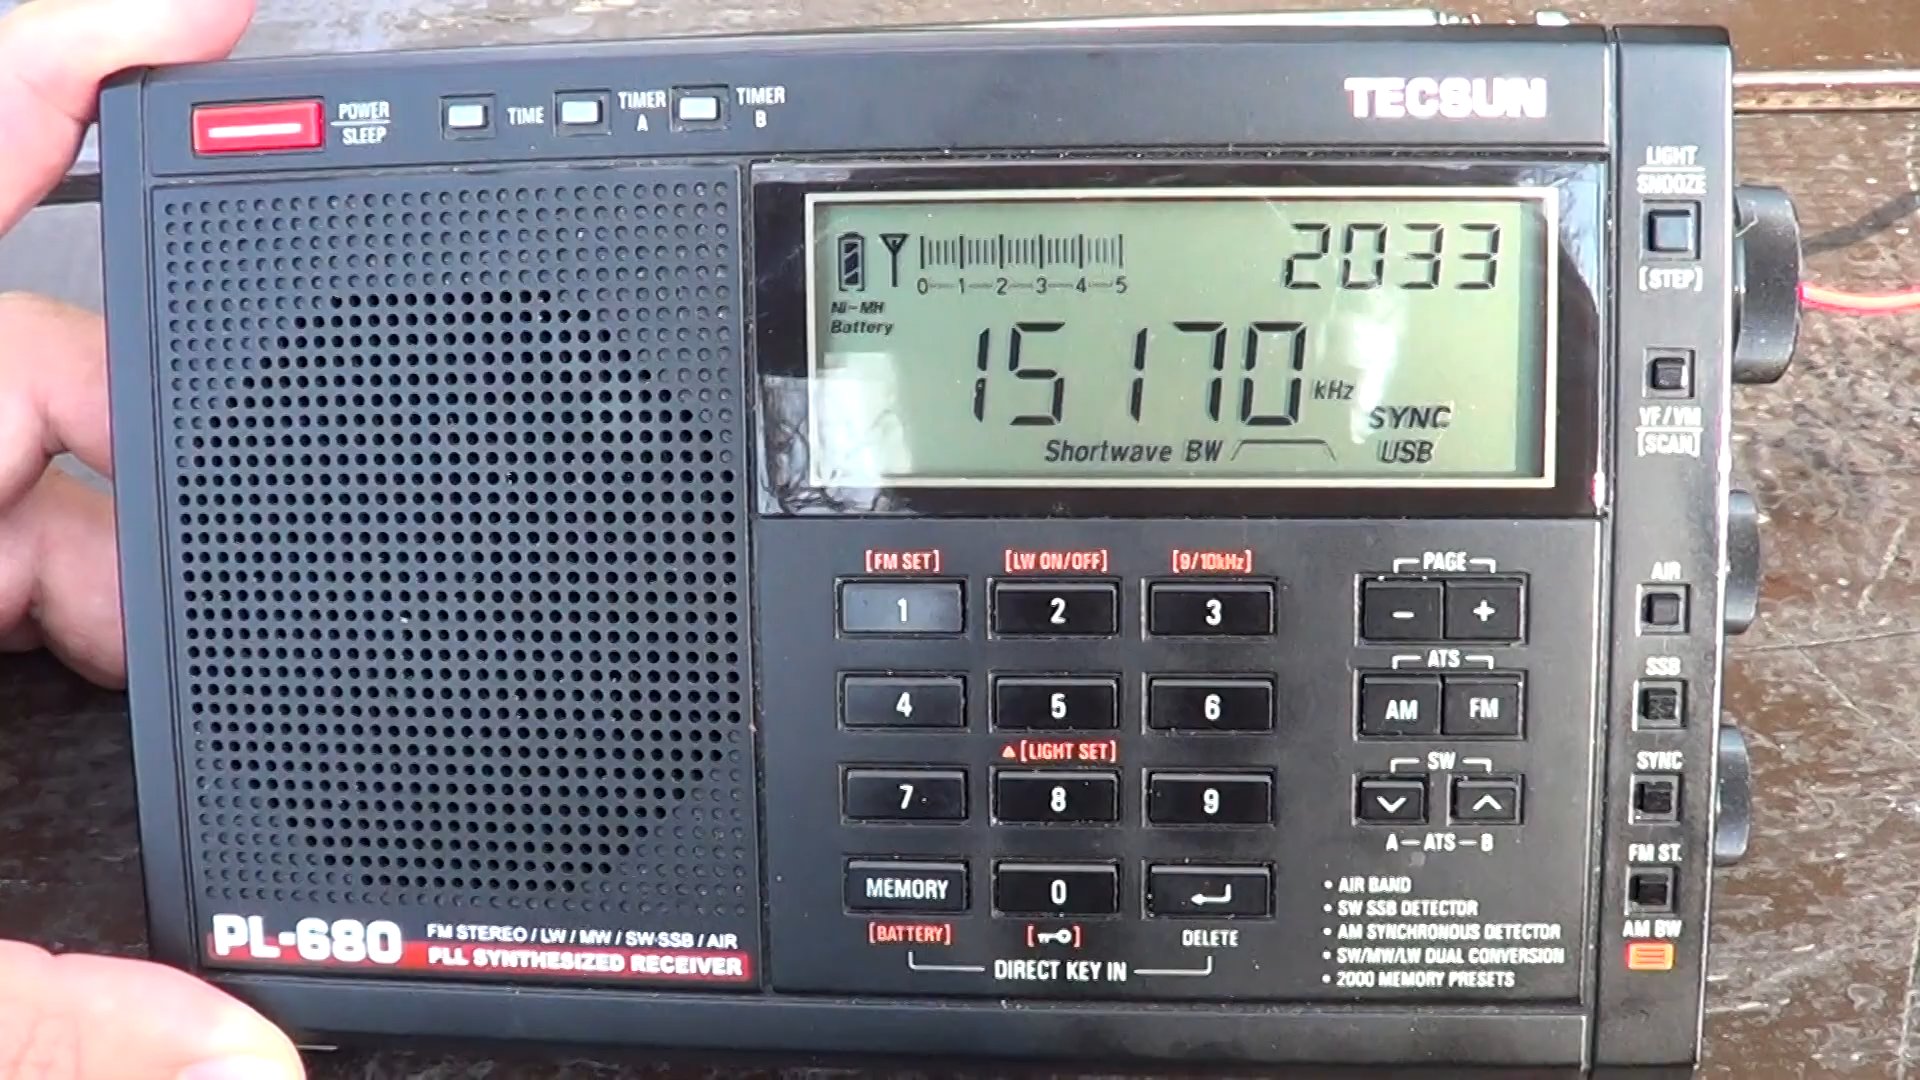 TECSUN
POWER
SLEEP
TIME
TIMER A
TIMER B
LIGHT
SNOOZE
[STEP]
2033
0 1 2 3 4 5
Ni-MH
Battery
15170 kHz
SYNC
Shortwave BW
USB
VF/VM
[SCAN]
[FM SET] [LW ON/OFF] [9/10kHz]
PAGE
1 2 3 - +
AIR
ATS
4 5 6 AM FM
SSB
[LIGHT SET]
SW
7 8 9
SYNC
A-ATS-B
MEMORY 0
FM ST.
[BATTERY] DELETE
DIRECT KEY IN
AM BW
• AIR BAND
• SW SSB DETECTOR
• AM SYNCHRONOUS DETECTOR
• SW/MW/LW DUAL CONVERSION
• 2000 MEMORY PRESETS
PL-680
FM STEREO / LW / MW / SW-SSB / AIR
PLL SYNTHESIZED RECEIVER